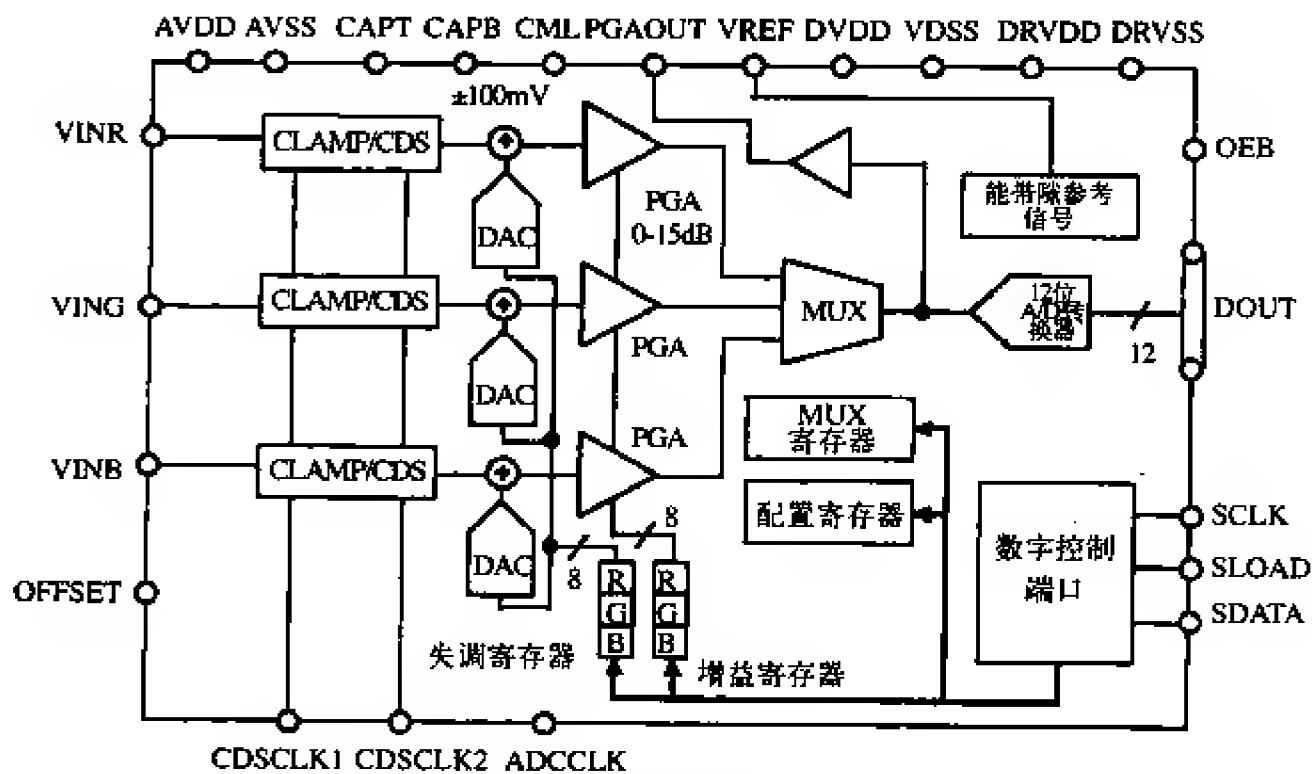 AVDD AVSS CAPT CAPB CML PGAOUT VREF DVDD VDSS DRVDD DRVSS
±100mV
VINR
CLAMP/CDS
OEB
能带隙参考
信号
DAC
PGA
0-15dB
VING
CLAMP/CDS
MUX
12位
A/D转
换器
12
DOUT
PGA
DAC
MUX
寄存器
VINB
CLAMP/CDS
PGA
配置寄存器
数字控制
端口
SCLK
SLOAD
SDATA
OFFSET
DAC
8
8
R
G
B
R
G
B
失调寄存器
增益寄存器
CDSCLK1 CDSCLK2 ADCCLK